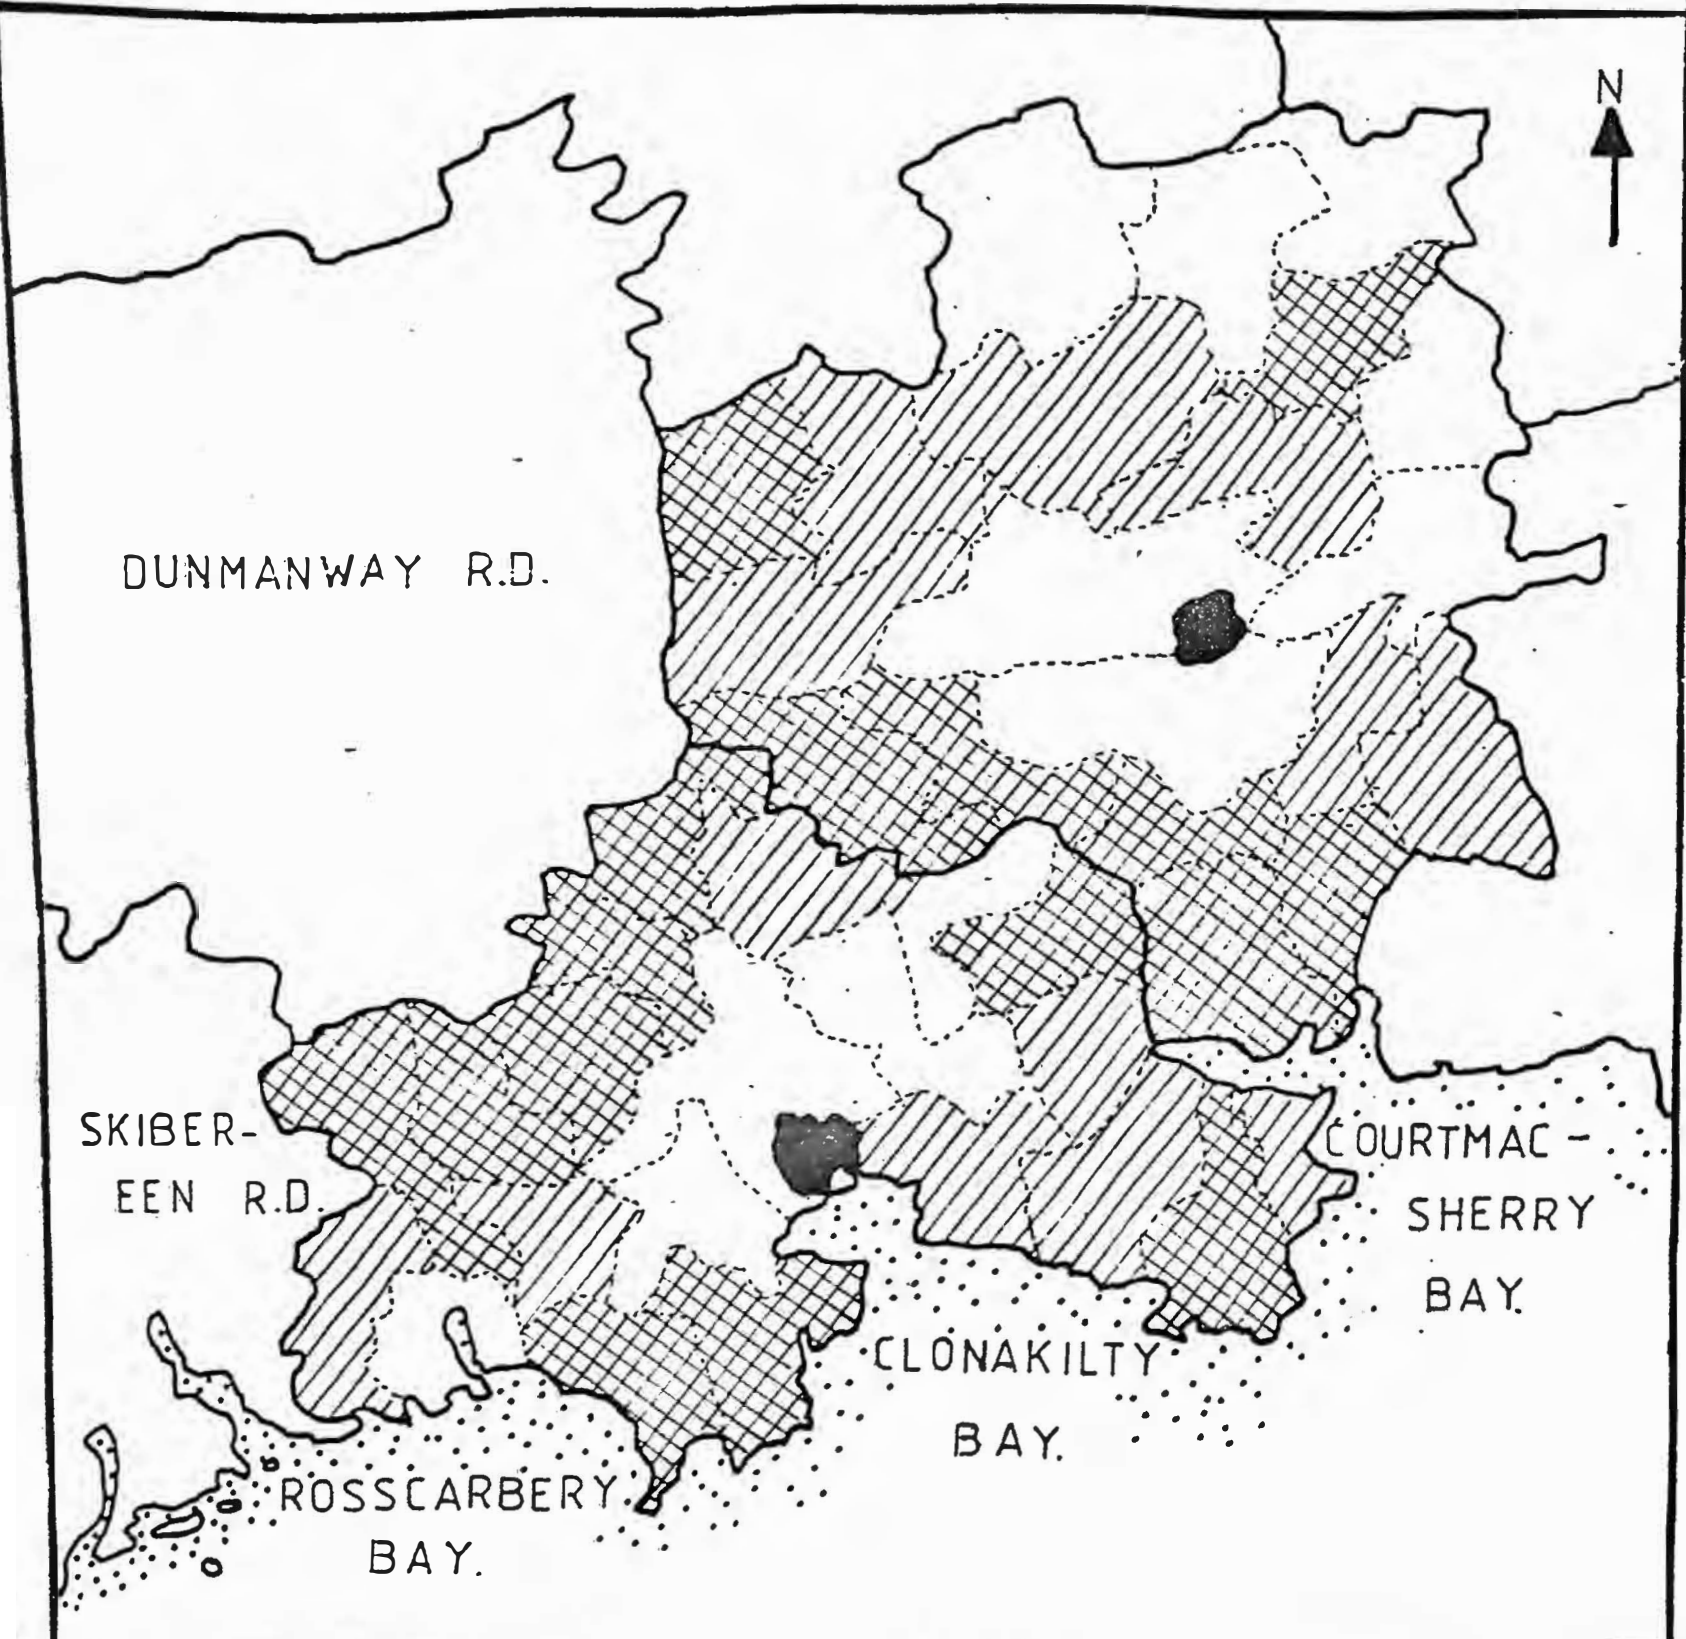 N
DUNMANWAY R.D.
SKIBER-
EEN R.D.
COURTMAC-
SHERRY
BAY.
CLONAKILTY
BAY.
ROSSCARBERY
BAY.